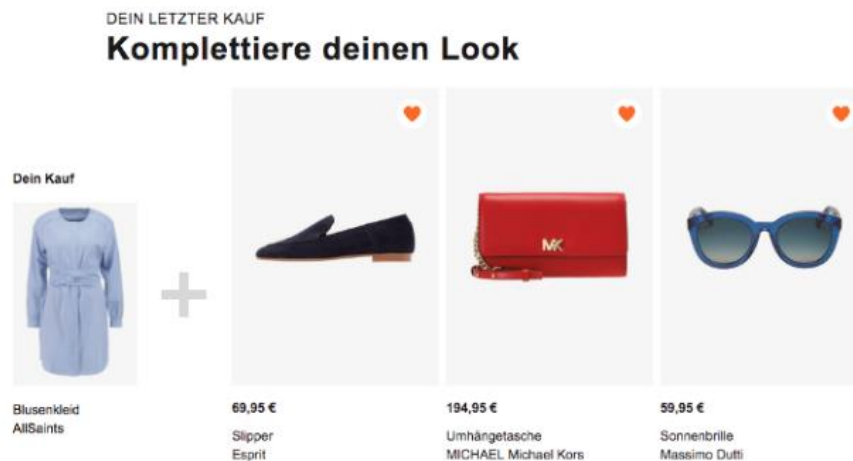 DEIN LETZTER KAUF
Komplettiere deinen Look
Dein Kauf
Blusenkleid
AllSaints
69,95 €
Slipper
Esprit
MK
194,95 €
Umhängetasche
MICHAEL Michael Kors
59,95 €
Sonnenbrille
Massimo Dutti